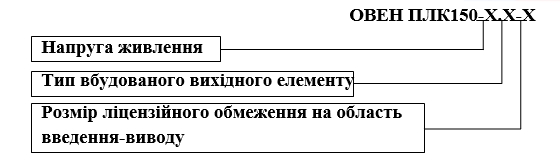 ОВЕН ПЛК150-Х.Х-Х
Напруга живлення
Тип вбудованого вихідного елементу
Розмір ліцензійного обмеження на область
введення-виводу